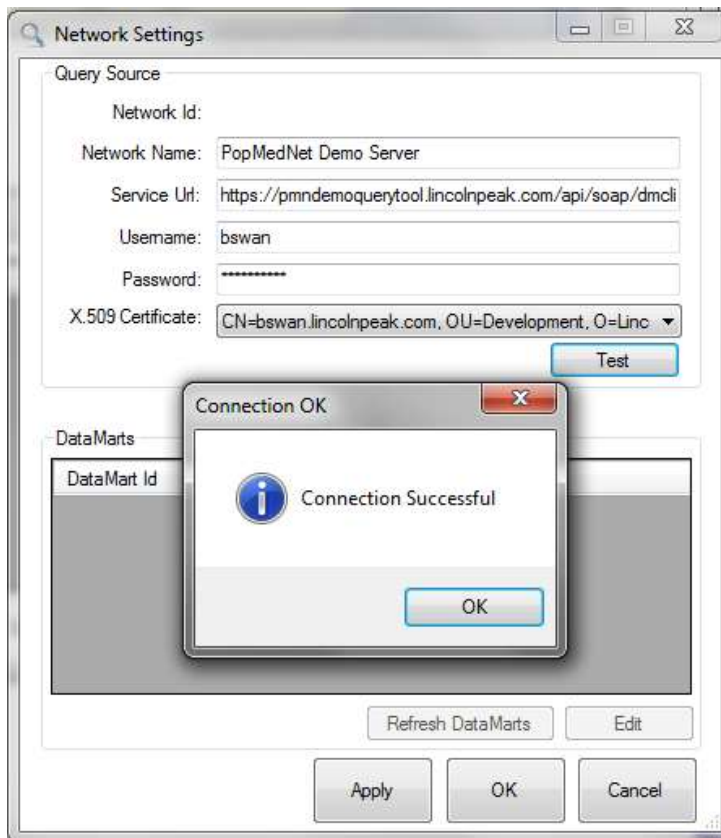 Network Settings
Query Source
Network Id:
Network Name: PopMedNet Demo Server
Service Url: https://pmndemoquerytool.lincolnpeak.com/api/soap/dmcli
Username: bswan
Password: **********
X.509 Certificate: CN=bswan.lincolnpeak.com, OU=Development, O=Linc
Test
Connection OK
DataMarts
DataMart Id
Connection Successful
OK
Refresh DataMarts Edit
Apply OK Cancel